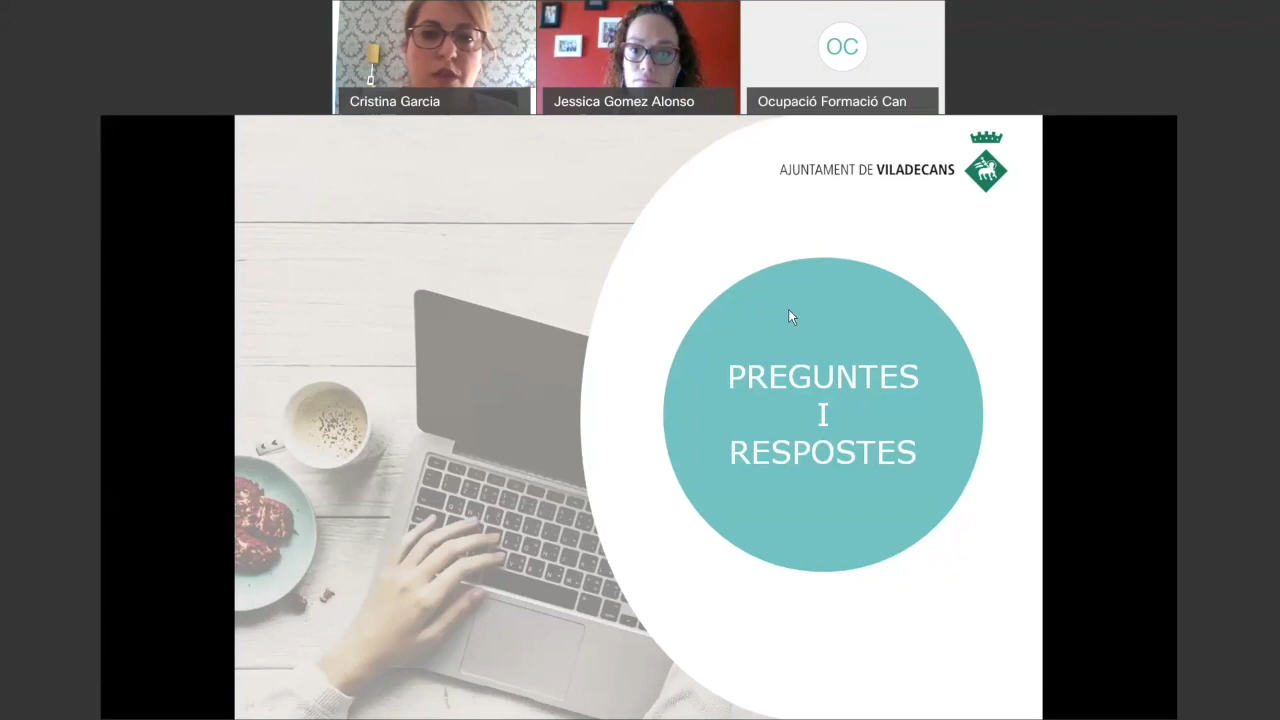 Cristina Garcia
Jessica Gomez Alonso
OC
Ocupació Formació Can
AJUNTAMENT DE VILADECANS
PREGUNTES
I
RESPOSTES